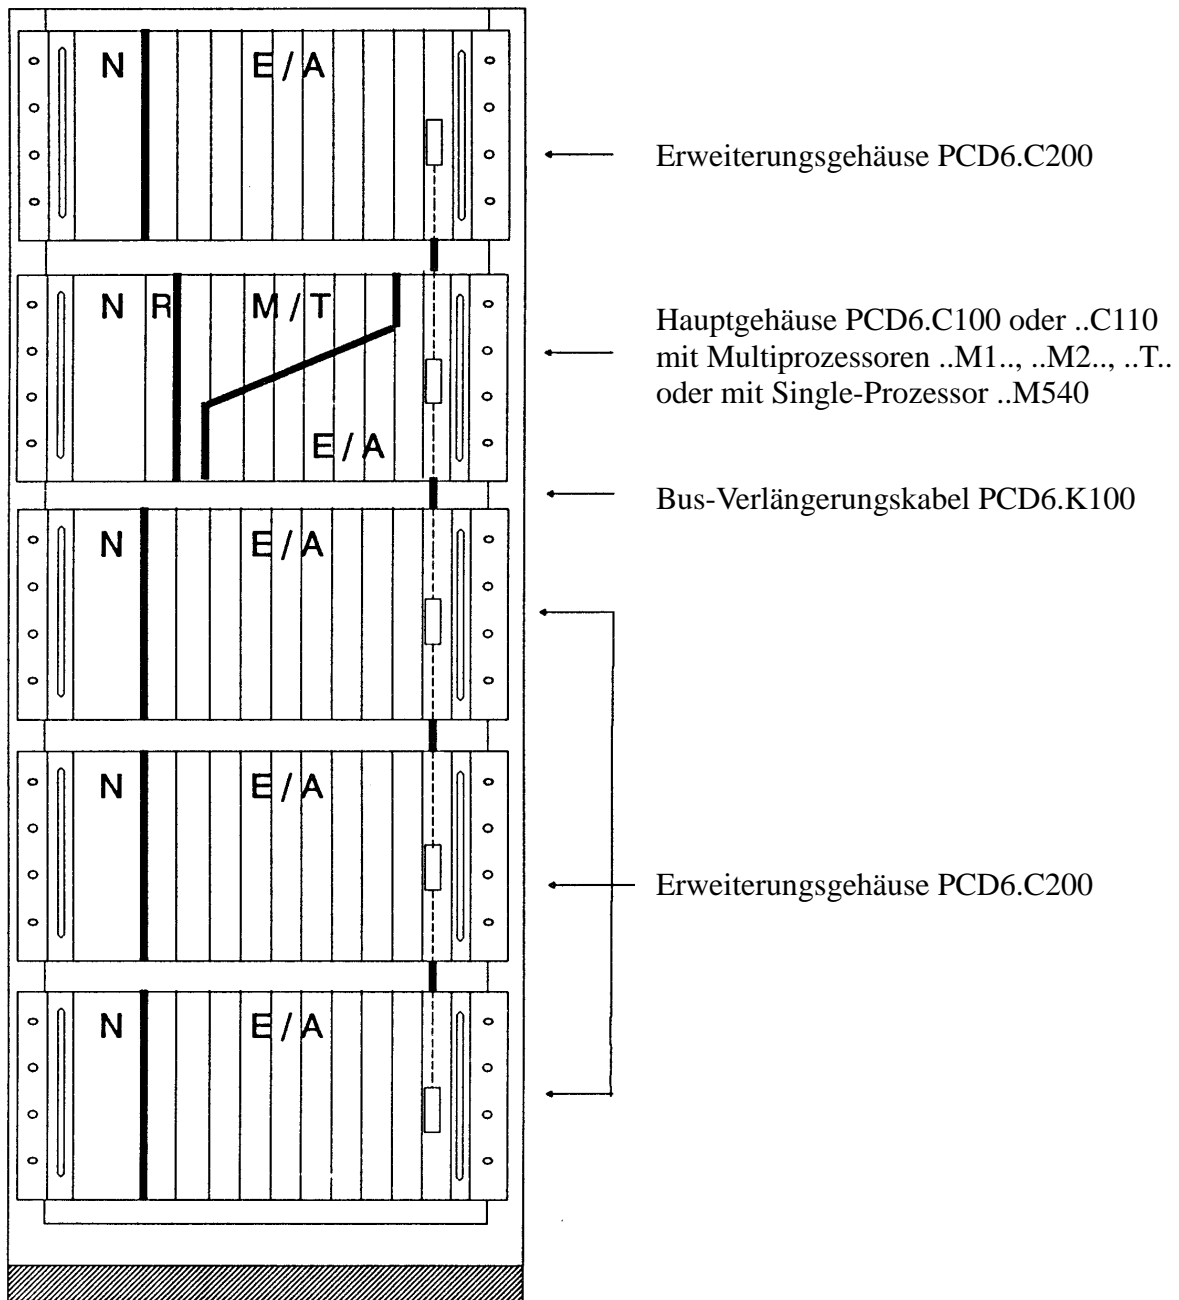 N E / A
Erweiterungsgehäuse PCD6.C200
N R M / T
E / A
Hauptgehäuse PCD6.C100 oder ..C110
mit Multiprozessoren ..M1.., ..M2.., ..T..
oder mit Single-Prozessor ..M540
Bus-Verlängerungskabel PCD6.K100
N E / A
N E / A
Erweiterungsgehäuse PCD6.C200
N E / A